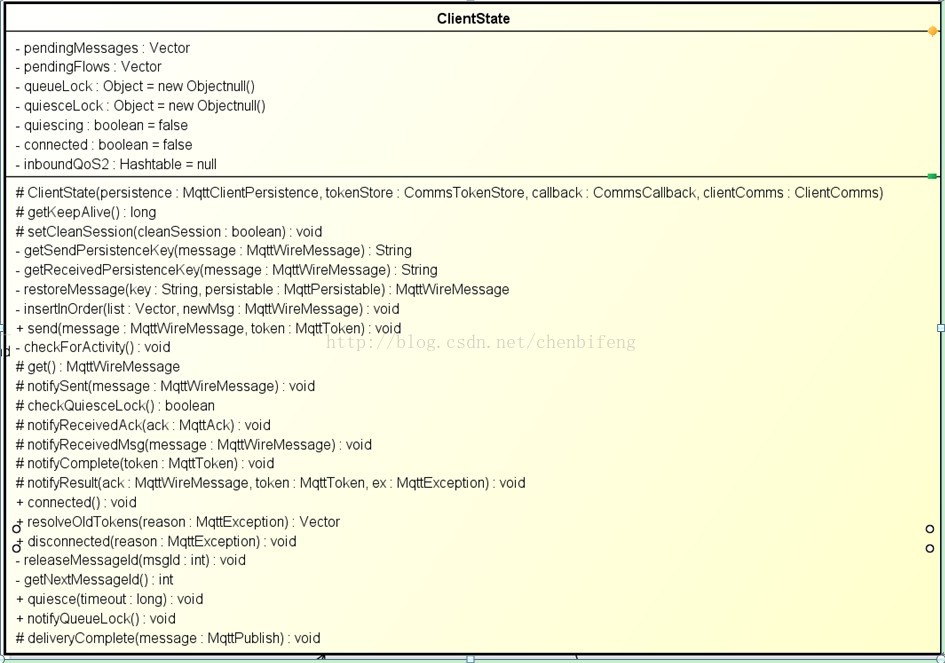 ClientState
- pendingMessages : Vector
- pendingFlows : Vector
- queueLock : Object = new Objectnull()
- quiesceLock : Object = new Objectnull()
- quiescing : boolean = false
- connected : boolean = false
- inboundQoS2 : Hashtable = null
# ClientState(persistence : MqttClientPersistence, tokenStore : CommsTokenStore, callback : CommsCallback, clientComms : ClientComms)
# getKeepAlive() : long
# setCleanSession(cleanSession : boolean) : void
- getSendPersistenceKey(message : MqttWireMessage) : String
- getReceivedPersistenceKey(message : MqttWireMessage) : String
- restoreMessage(key : String, persistable : MqttPersistable) : MqttWireMessage
- insertInOrder(list : Vector, newMsg : MqttWireMessage) : void
+ send(message : MqttWireMessage, token : MqttToken) : void
http://blog.csdn.net/chenbifeng
- checkForActivity() : void
# get() : MqttWireMessage
# notifySent(message : MqttWireMessage) : void
# checkQuiesceLock() : boolean
# notifyReceivedAck(ack : MqttAck) : void
# notifyReceivedMsg(message : MqttWireMessage) : void
# notifyComplete(token : MqttToken) : void
# notifyResult(ack : MqttWireMessage, token : MqttToken, ex : MqttException) : void
+ connected() : void
+ resolveOldTokens(reason : MqttException) : Vector
+ disconnected(reason : MqttException) : void
- releaseMessageId(msgId : int) : void
- getNextMessageId() : int
+ quiesce(timeout : long) : void
+ notifyQueueLock() : void
# deliveryComplete(message : MqttPublish) : void